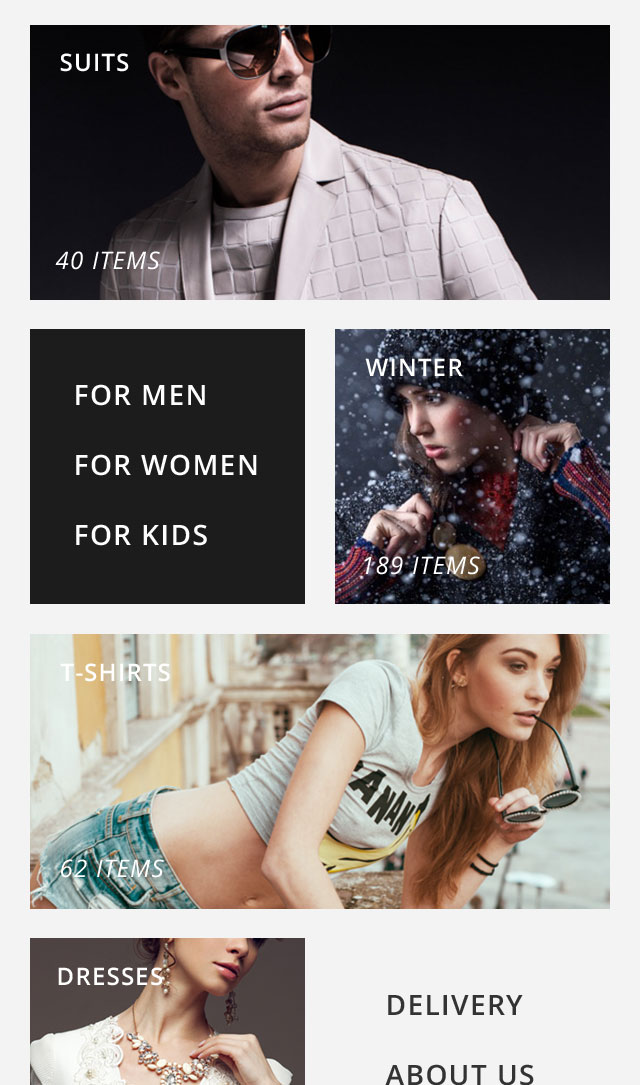 SUITS
40 ITEMS
FOR MEN
FOR WOMEN
FOR KIDS
WINTER
189 ITEMS
T-SHIRTS
62 ITEMS
DRESSES
DELIVERY
ABOUT US